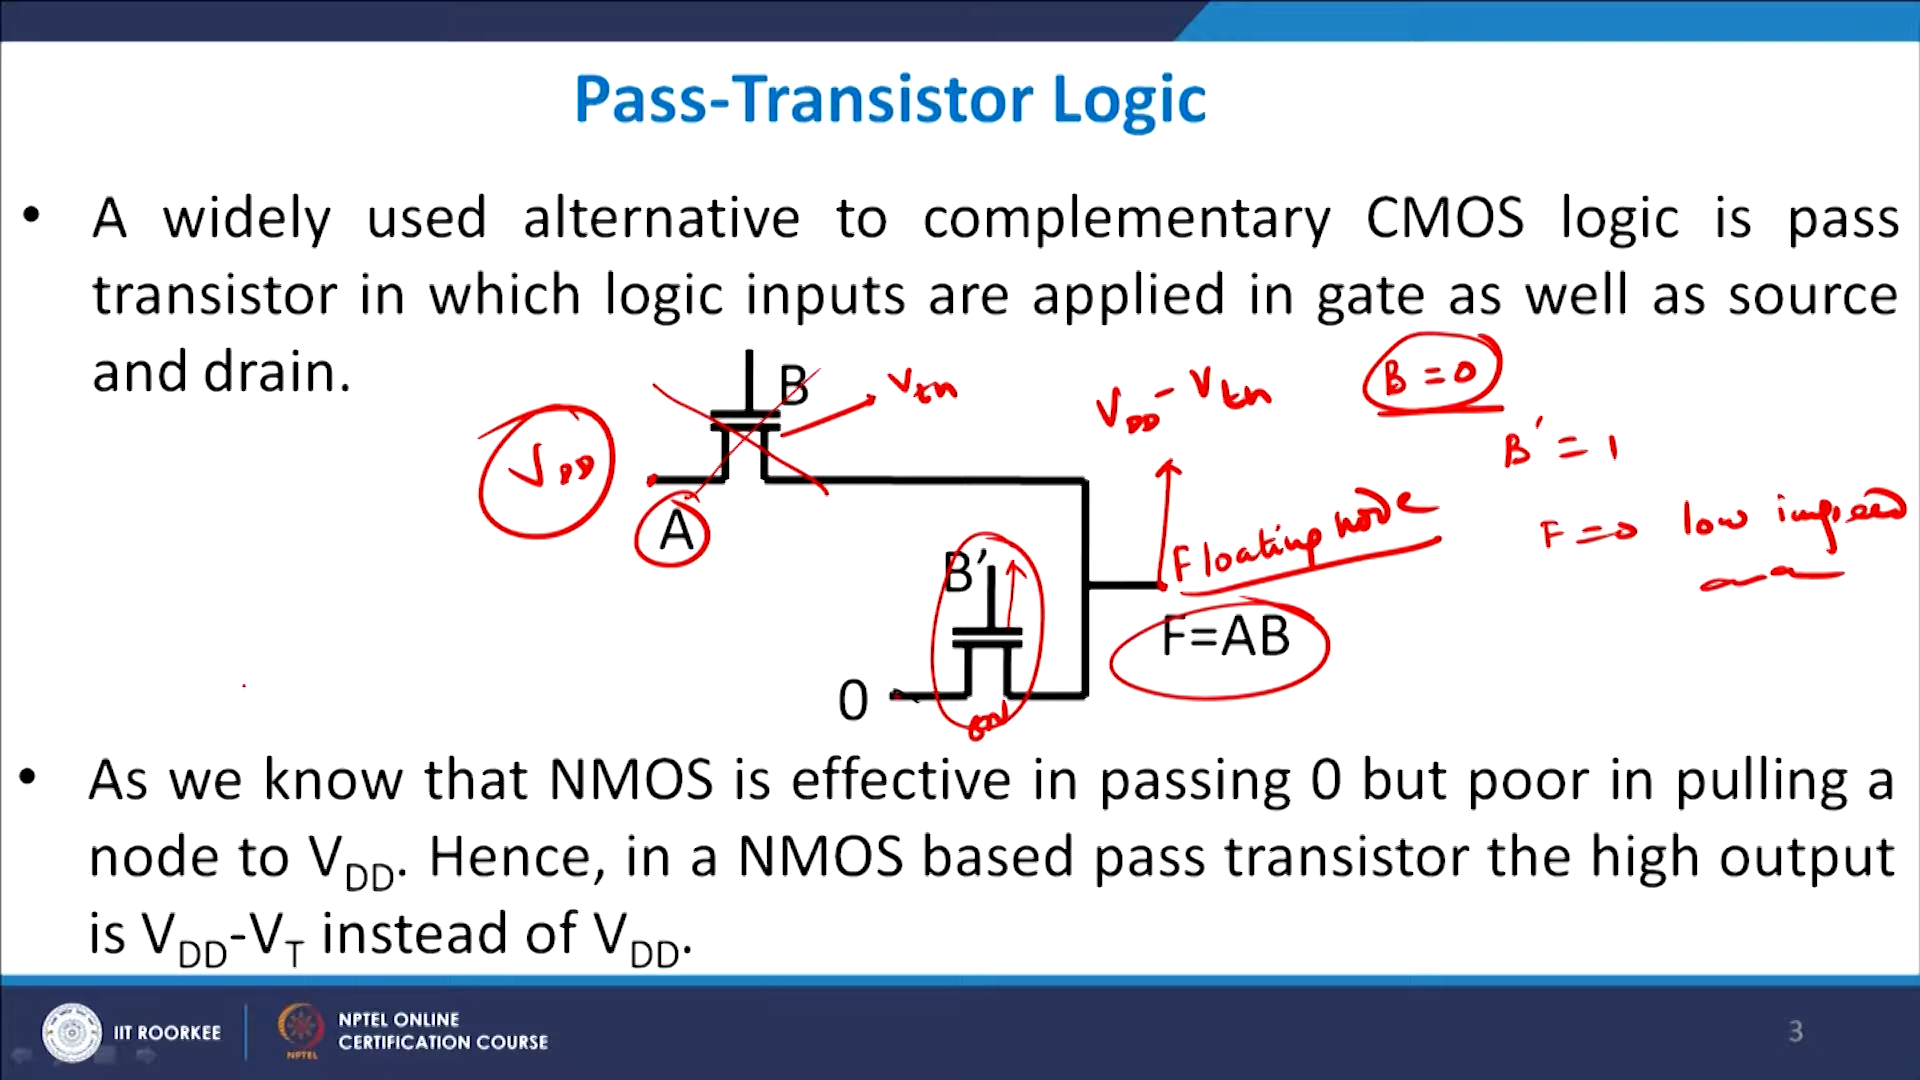 Pass-Transistor Logic
• A widely used alternative to complementary CMOS logic is pass
transistor in which logic inputs are applied in gate as well as source
and drain.
B
Vtn
VDD - Vtn
B = 0
B' = 1
VDD
A
Floating node
F = 0 low imped
B'
F=AB
0
on
• As we know that NMOS is effective in passing 0 but poor in pulling a
node to VDD. Hence, in a NMOS based pass transistor the high output
is VDD-VT instead of VDD.
IIT ROORKEE
NPTEL
NPTEL ONLINE
CERTIFICATION COURSE
3